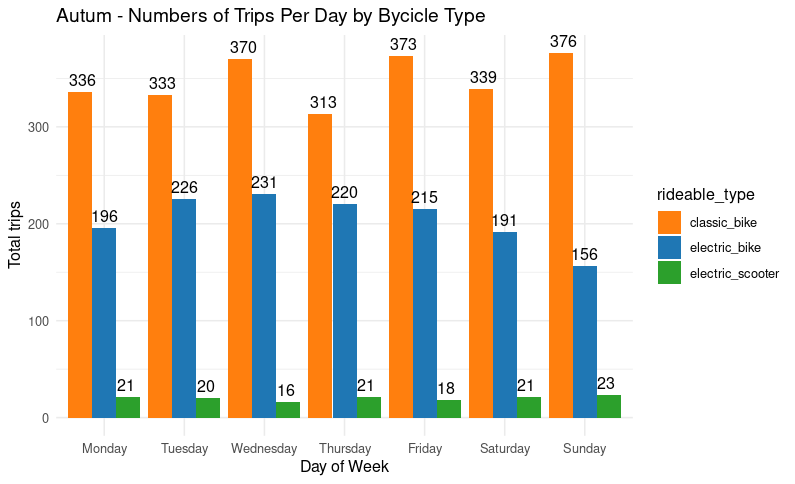 Autum - Numbers of Trips Per Day by Bycicle Type
Total trips
300
200
100
0
336
196
21
333
226
20
370
231
16
313
220
21
373
215
18
339
191
21
376
156
23
Monday
Tuesday
Wednesday
Thursday
Friday
Saturday
Sunday
Day of Week
rideable_type
classic_bike
electric_bike
electric_scooter